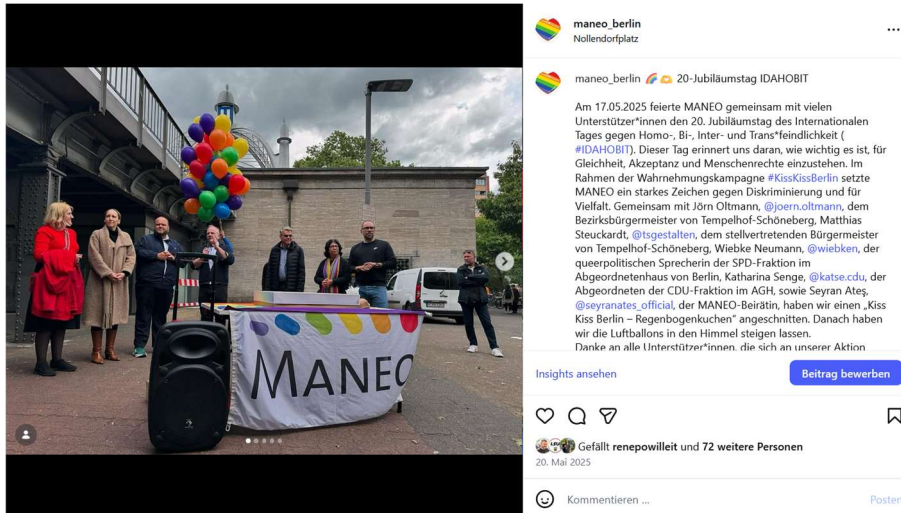 MANEO
maneo_berlin
Nollendorfplatz
maneo_berlin 🌈🫶 20-Jubiläumstag IDAHOBIT
Am 17.05.2025 feierte MANEO gemeinsam mit vielen
Unterstützer*innen den 20. Jubiläumstag des Internationalen
Tages gegen Homo-, Bi-, Inter- und Trans*feindlichkeit (
#IDAHOBIT). Dieser Tag erinnert uns daran, wie wichtig es ist, für
Gleichheit, Akzeptanz und Menschenrechte einzustehen. Im
Rahmen der Wahrnehmungskampagne #KissKissBerlin setzte
MANEO ein starkes Zeichen gegen Diskriminierung und für
Vielfalt. Gemeinsam mit Jörn Oltmann, @joern.oltmann, dem
Bezirksbürgermeister von Tempelhof-Schöneberg, Matthias
Steuckardt, @tsgestalten, dem stellvertretenden Bürgermeister
von Tempelhof-Schöneberg, Wiebke Neumann, @wiebken, der
queerpolitischen Sprecherin der SPD-Fraktion im
Abgeordnetenhaus von Berlin, Katharina Senge, @katse.cdu, der
Abgeordneten der CDU-Fraktion im AGH, sowie Seyran Ateş,
@seyranates_official, der MANEO-Beirätin, haben wir einen „Kiss
Kiss Berlin – Regenbogenkuchen" angeschnitten. Danach haben
wir die Luftballons in den Himmel steigen lassen.
Danke an alle Unterstützer*innen, die sich an unserer Aktion
Insights ansehen
Beitrag bewerben
Gefällt renepowilleit und 72 weitere Personen
20. Mai 2025
Kommentieren ...
Posten